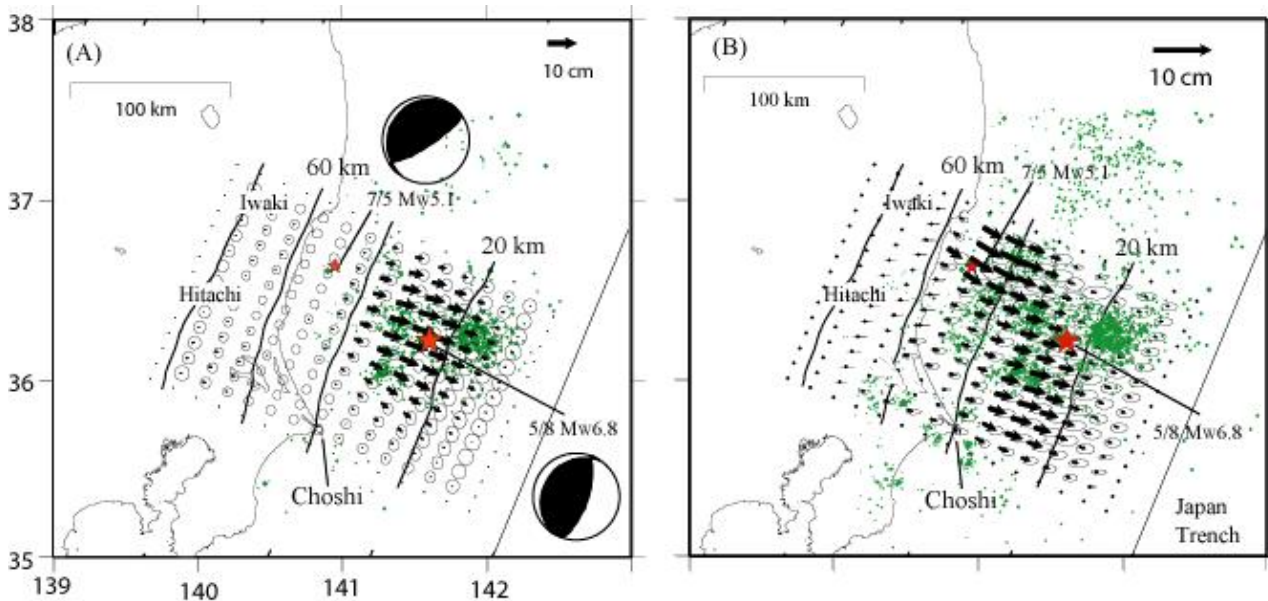 38
(A)
10 cm
100 km
37
60 km
Iwaki
7/5 Mw5.1
20 km
Hitachi
36
5/8 Mw6.8
Choshi
35
139
140
141
142
(B)
10 cm
100 km
60 km
7/5 Mw5.1
Iwaki
20 km
Hitachi
5/8 Mw6.8
Choshi
Japan
Trench